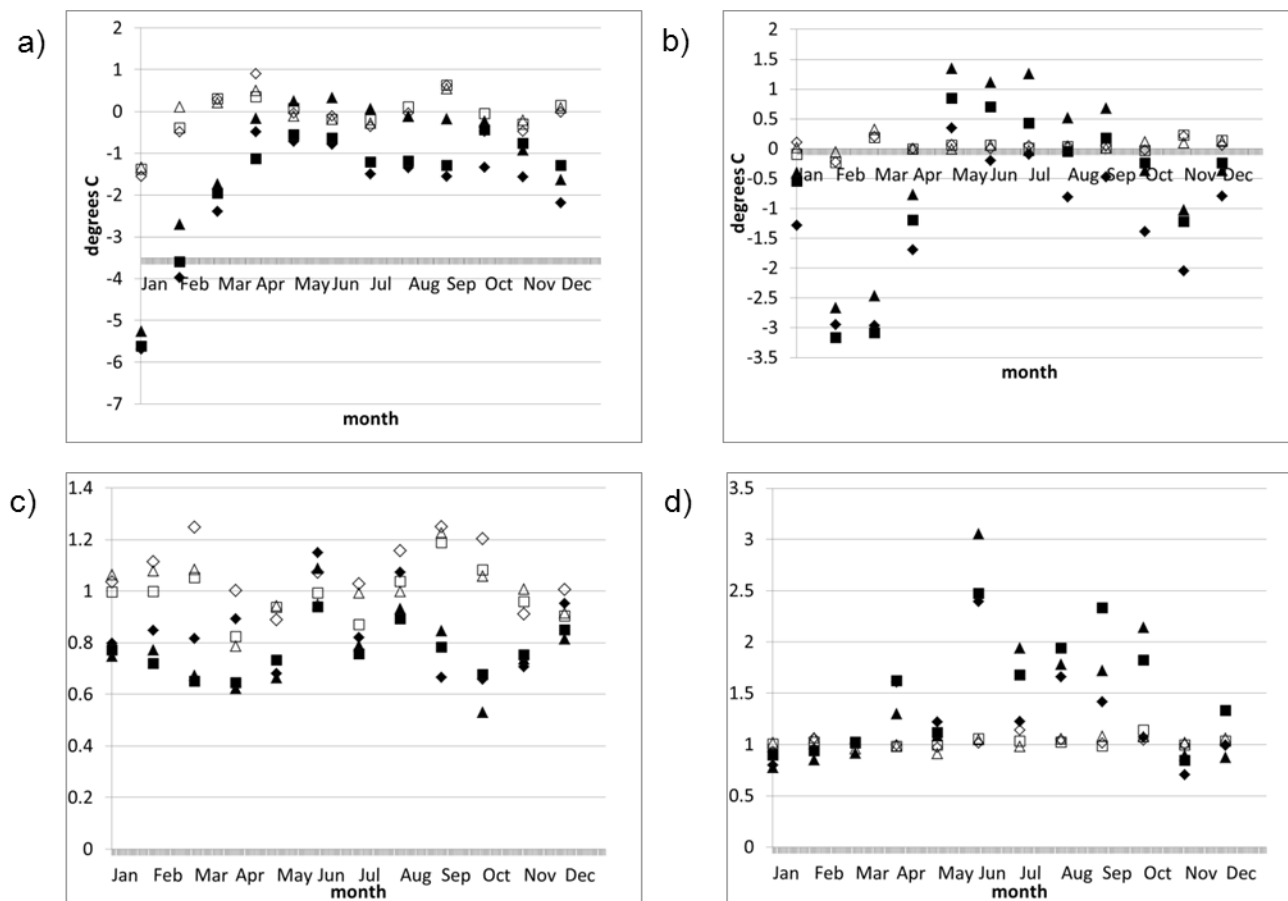 a)
2
1
0
-1
-2
-3
-4
-5
-6
-7
degrees C
Jan Feb Mar Apr May Jun Jul Aug Sep Oct Nov Dec
month
b)
2
1.5
1
0.5
0
-0.5
-1
-1.5
-2
-2.5
-3
-3.5
degrees C
Jan Feb Mar Apr May Jun Jul Aug Sep Oct Nov Dec
month
c)
1.4
1.2
1
0.8
0.6
0.4
0.2
0
Jan Feb Mar Apr May Jun Jul Aug Sep Oct Nov Dec
month
d)
3.5
3
2.5
2
1.5
1
0.5
0
Jan Feb Mar Apr May Jun Jul Aug Sep Oct Nov Dec
month